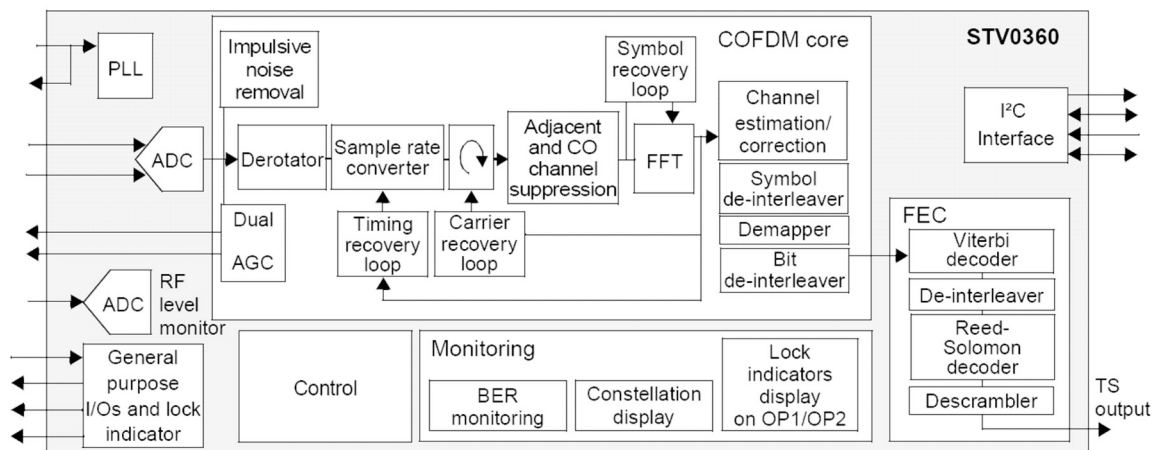 COFDM core
STV0360
PLL
Impulsive
noise
removal
Symbol
recovery
loop
Channel
estimation/
correction
I²C
Interface
ADC
Derotator
Sample rate
converter
Adjacent
and CO
channel
suppression
FFT
Symbol
de-interleaver
Demapper
Bit
de-interleaver
Dual
AGC
Timing
recovery
loop
Carrier
recovery
loop
FEC
Viterbi
decoder
De-interleaver
Reed-
Solomon
decoder
Descrambler
TS
output
ADC
RF
level
monitor
General
purpose
I/Os and lock
indicator
Control
Monitoring
BER
monitoring
Constellation
display
Lock
indicators
display
on OP1/OP2